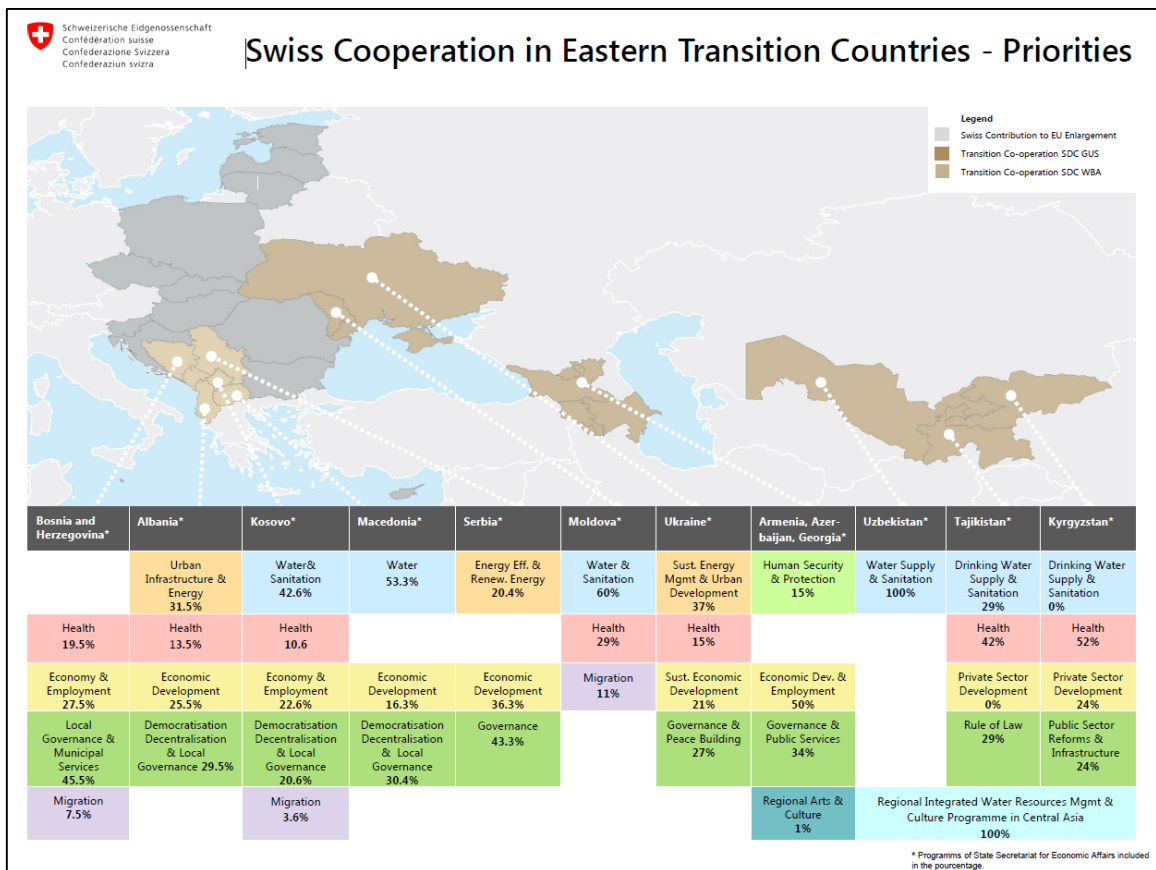 Schweizerische Eidgenossenschaft
Confédération suisse
Confederazione Svizzera
Confederaziun svizra
Swiss Cooperation in Eastern Transition Countries - Priorities
Legend
Swiss Contribution to EU Enlargement
Transition Co-operation SDC GUS
Transition Co-operation SDC WBA
Bosnia and
Herzegovina*
Albania*
Kosovo*
Macedonia*
Serbia*
Moldova*
Ukraine*
Armenia, Azer-
baijan, Georgia*
Uzbekistan*
Tajikistan*
Kyrgyzstan*
Urban
Infrastructure &
Energy
31.5%
Water&
Sanitation
42.6%
Water
53.3%
Energy Eff. &
Renew. Energy
20.4%
Water &
Sanitation
60%
Sust. Energy
Mgmt & Urban
Development
37%
Human Security
& Protection
15%
Water Supply
& Sanitation
100%
Drinking Water
Supply &
Sanitation
29%
Drinking Water
Supply &
Sanitation
0%
Health
19.5%
Health
13.5%
Health
10.6
Health
29%
Health
15%
Health
42%
Health
52%
Economy &
Employment
27.5%
Economic
Development
25.5%
Economy &
Employment
22.6%
Economic
Development
16.3%
Economic
Development
36.3%
Migration
11%
Sust. Economic
Development
21%
Economic Dev. &
Employment
50%
Private Sector
Development
0%
Private Sector
Development
24%
Local
Governance &
Municipal
Services
45.5%
Democratisation
Decentralisation
& Local
Governance 29.5%
Democratisation
Decentralisation
& Local
Governance
20.6%
Democratisation
Decentralisation
& Local
Governance
30.4%
Governance
43.3%
Governance &
Peace Building
27%
Governance &
Public Services
34%
Rule of Law
29%
Public Sector
Reforms &
Infrastructure
24%
Migration
7.5%
Migration
3.6%
Regional Arts &
Culture
1%
Regional Integrated Water Resources Mgmt &
Culture Programme in Central Asia
100%
* Programms of State Secretariat for Economic Affairs included
in the pourcentage.